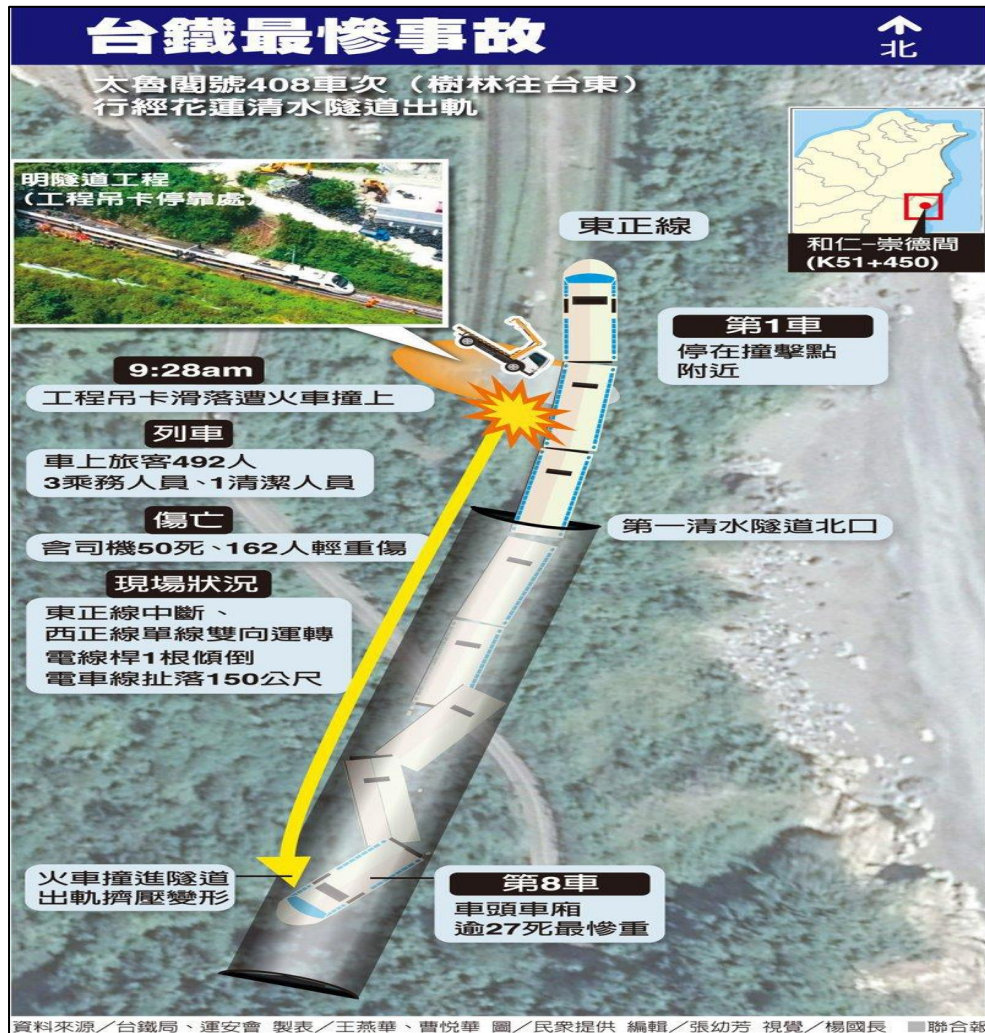 台鐵最慘事故
北
太魯閣號408車次（樹林往台東）
行經花蓮清水隧道出軌
明隧道工程
(工程吊卡停靠處)
和仁-崇德間
(K51+450)
東正線
第1車
停在撞擊點
附近
9:28am
工程吊卡滑落遭火車撞上
列車
車上旅客492人
3乘務人員、1清潔人員
傷亡
含司機50死、162人輕重傷
第一清水隧道北口
現場狀況
東正線中斷、
西正線單線雙向運轉
電線桿1根傾倒
電車線扯落150公尺
火車撞進隧道
出軌擠壓變形
第8車
車頭車廂
逾27死最慘重
資料來源／台鐵局、運安會 製表／王燕華、曹悅華 圖／民眾提供 編輯／張幼芳 視覺／楊國長 ■聯合報